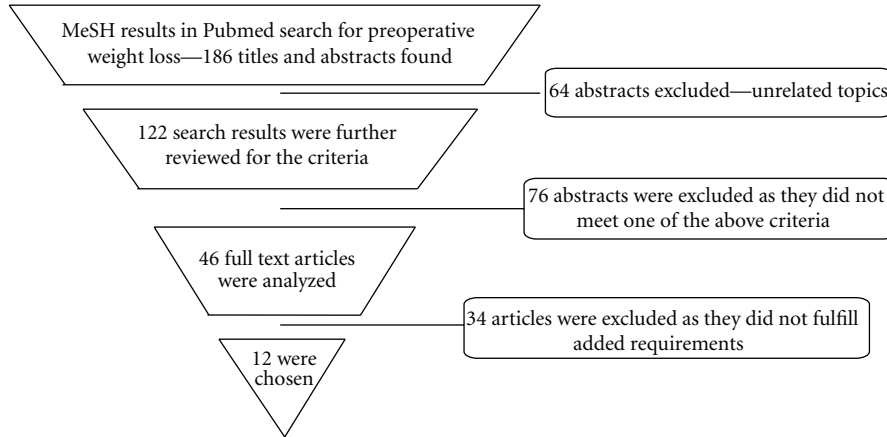 MeSH results in Pubmed search for preoperative
weight loss—186 titles and abstracts found
64 abstracts excluded—unrelated topics
122 search results were further
reviewed for the criteria
76 abstracts were excluded as they did not
meet one of the above criteria
46 full text articles
were analyzed
34 articles were excluded as they did not fulfill
added requirements
12 were
chosen